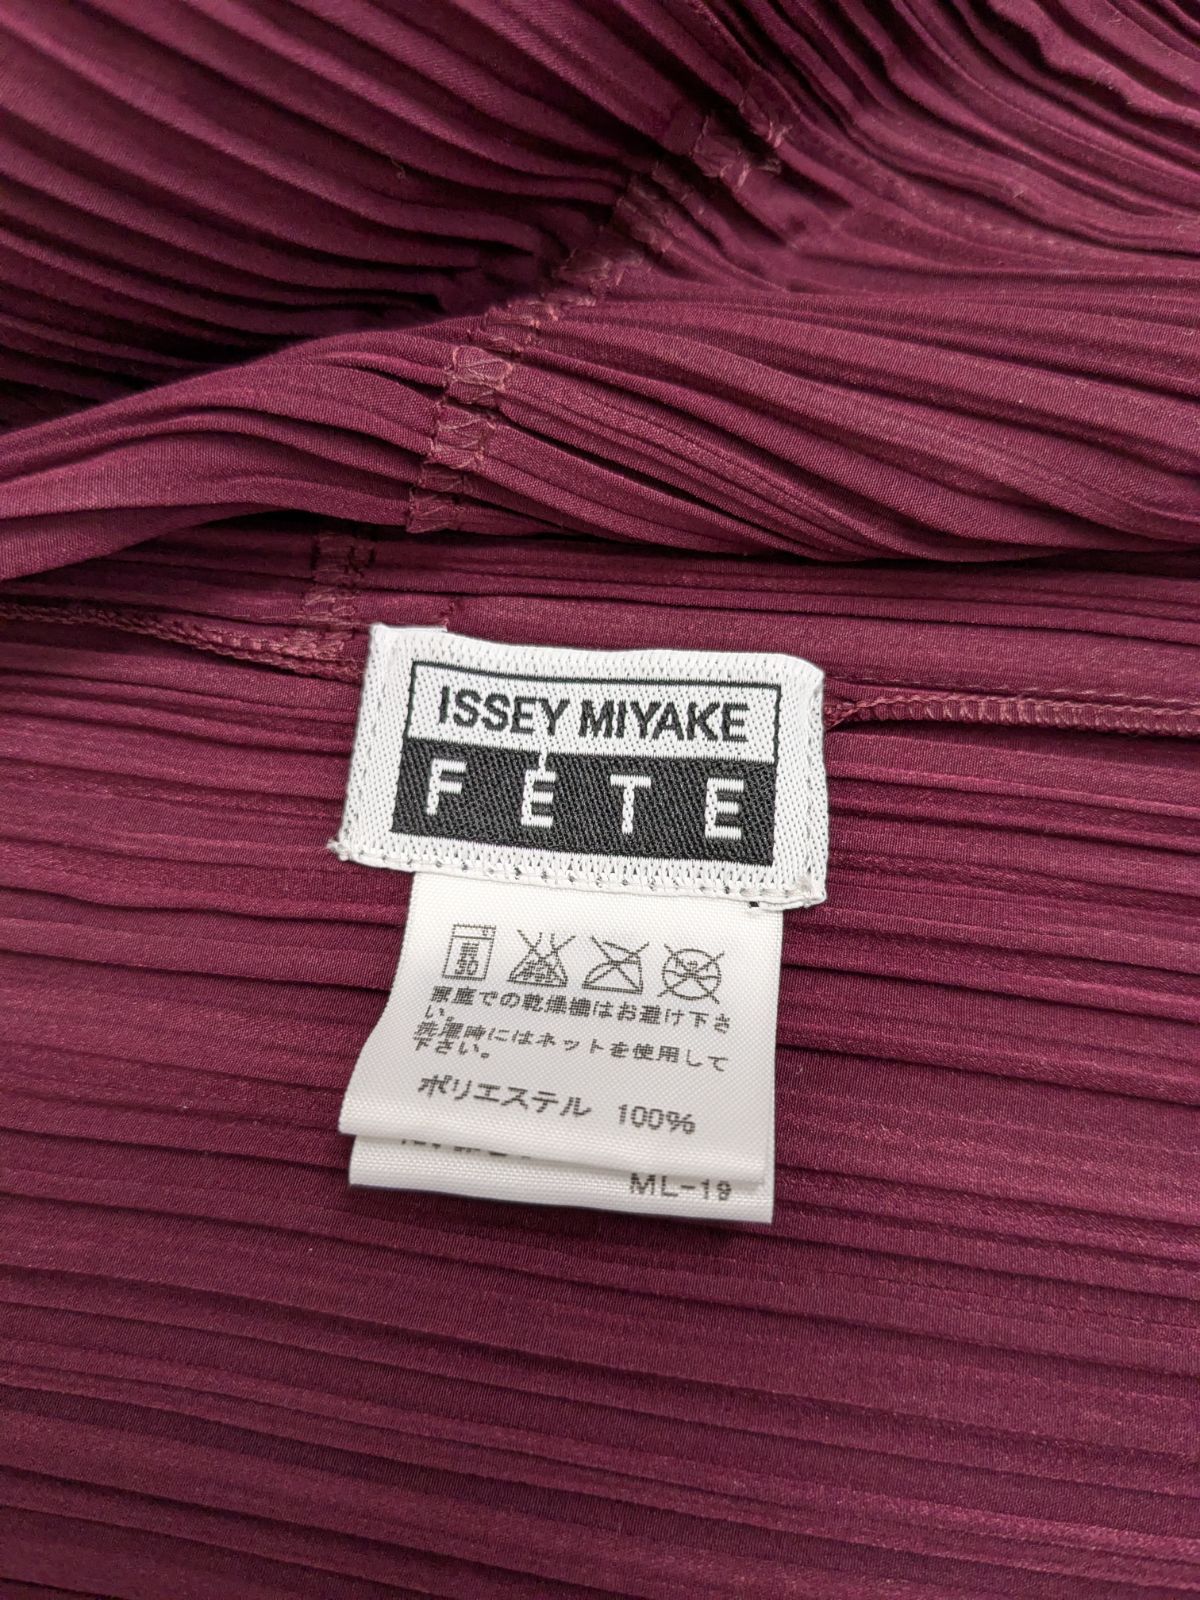 ISSEY MIYAKE
FÉTE
30
家庭での乾燥機はお避け下さ
い。
洗濯時にはネットを使用して
下さい。
ポリエステル 100%
ML-19